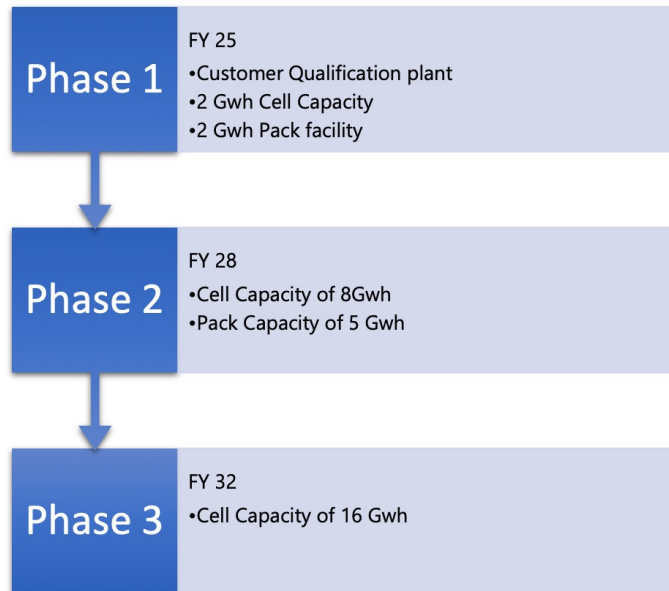 Phase 1
FY 25
•Customer Qualification plant
•2 Gwh Cell Capacity
•2 Gwh Pack facility
Phase 2
FY 28
•Cell Capacity of 8Gwh
•Pack Capacity of 5 Gwh
Phase 3
FY 32
•Cell Capacity of 16 Gwh